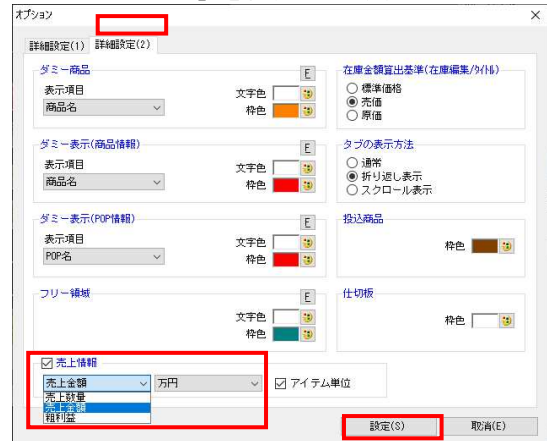 オプション
詳細設定(1) 詳細設定(2)
ダミー商品 E
表示項目
商品名
文字色
枠色
在庫金額算出基準(在庫編集/タイトル)
標準価格
売価
原価
ダミー表示(商品情報) E
表示項目
商品名
文字色
枠色
タブの表示方法
通常
折り返し表示
スクロール表示
ダミー表示(POP情報) E
表示項目
POP名
文字色
枠色
投込商品
枠色
フリー領域 E
文字色
枠色
仕切板
枠色
売上情報
売上金額 万円 アイテム単位
売上数量
売上金額
粗利益
設定(S) 取消(E)